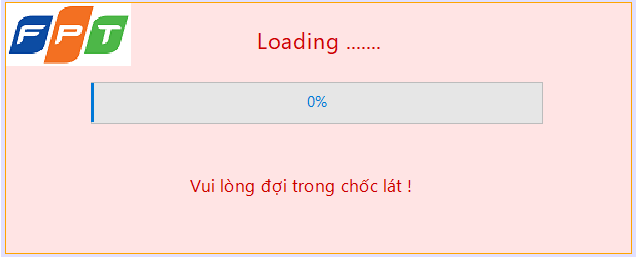 FPT
Loading .......
0%
Vui lòng đợi trong chốc lát !